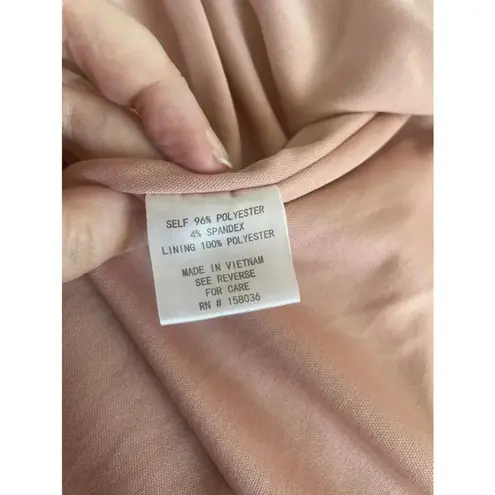 SELF 96% POLYESTER
4% SPANDEX
LINING 100% POLYESTER
MADE IN VIETNAM
SEE REVERSE
FOR CARE
RN # 158036